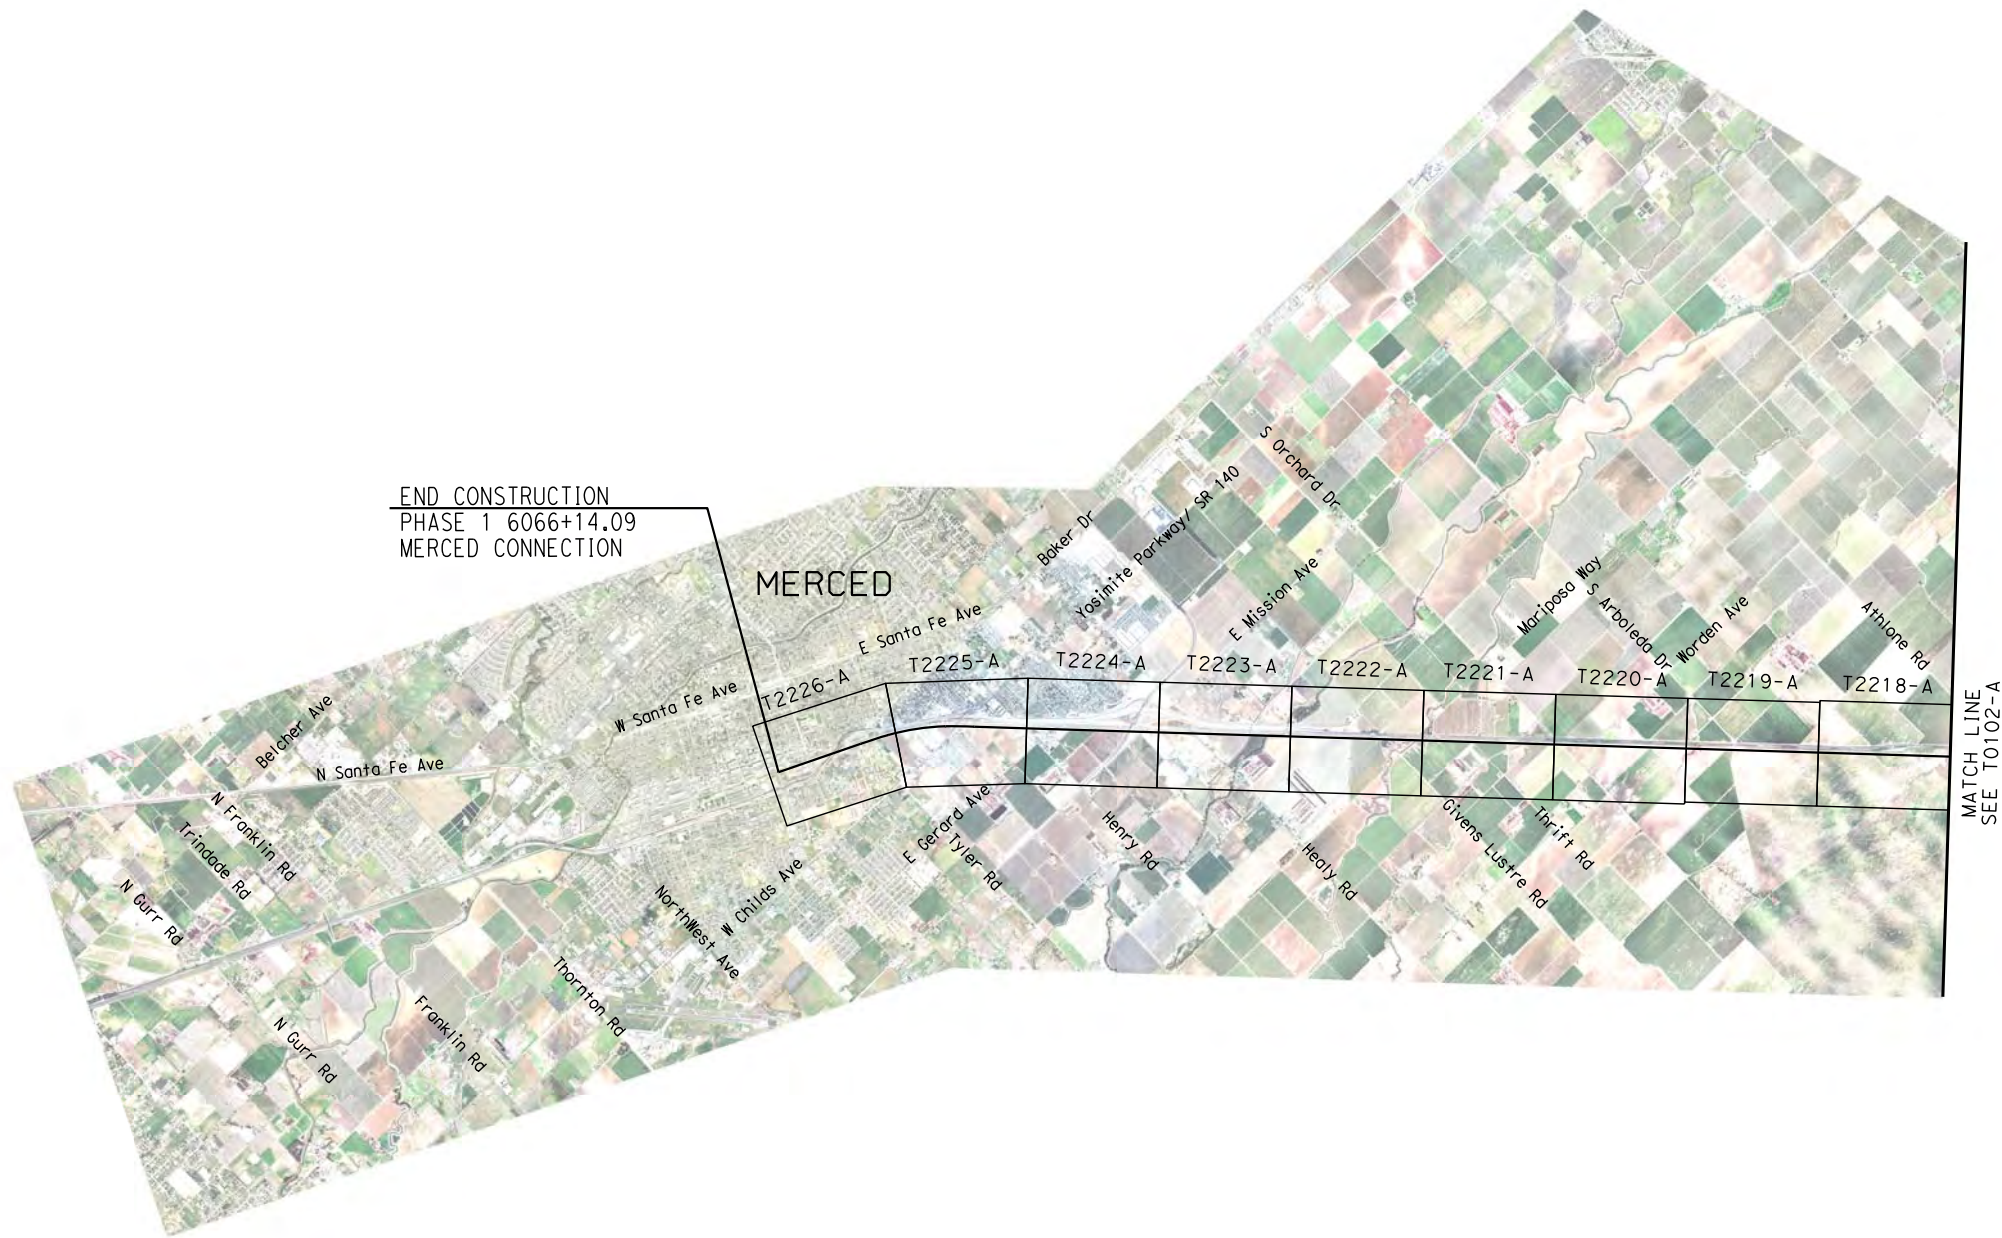 END CONSTRUCTION
PHASE 1 6066+14.09
MERCED CONNECTION
MERCED
S Orchard Dr
Baker Dr
Yosimite Parkway/ SR 140
E Mission Ave
Mariposa Way
S Arboleda Dr
Worden Ave
Athlone Rd
E Santa Fe Ave
W Santa Fe Ave
T2226-A
T2225-A
T2224-A
T2223-A
T2222-A
T2221-A
T2220-A
T2219-A
T2218-A
MATCH LINE
SEE T0102-A
Belcher Ave
N Santa Fe Ave
N Franklin Rd
Trindade Rd
N Gurr Rd
N Gurr Rd
Franklin Rd
Thornton Rd
NorthWest Ave
W Childs Ave
E Gerard Ave
Tyler Rd
Henry Rd
Healy Rd
Givens Lustre Rd
Thrift Rd